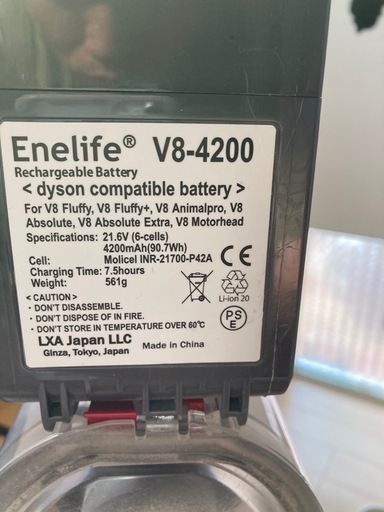 Enelife® V8-4200
Rechargeable Battery
< dyson compatible battery >
For V8 Fluffy, V8 Fluffy+, V8 Animalpro, V8
Absolute, V8 Absolute Extra, V8 Motorhead
Specifications: 21.6V (6-cells)
4200mAh(90.7Wh)
Cell: Molicel INR-21700-P42A
Charging Time: 7.5hours
Weight: 561g
CE
Li-ion 20
< CAUTION >
・DON'T DISASSEMBLE.
・DON'T DISPOSE OF IN FIRE.
・DON'T STORE IN TEMPERATURE OVER 60℃
PS
E
LXA Japan LLC
Ginza, Tokyo, Japan
Made in China